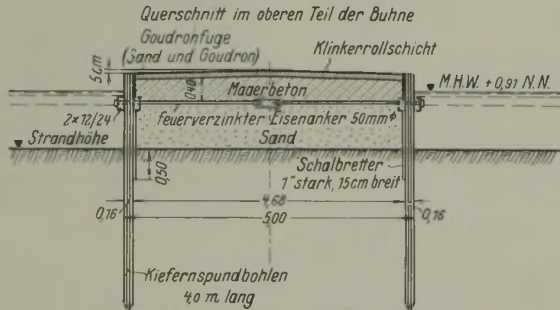 Querschnitt im oberen Teil der Buhne
Goudronfuge
(Sand und Goudron)
Klinkerrollschicht
5cm
0,40
Magerbeton
M.H.W. + 0,91 N.N.
2×12/24
feuerverzinkter Eisenanker 50mm ⌀
Strandhöhe
Sand
0,50
Schalbretter
1" stark, 15cm breit
0,16
4,68
0,16
5,00
Kiefernspundbohlen
4,0 m lang